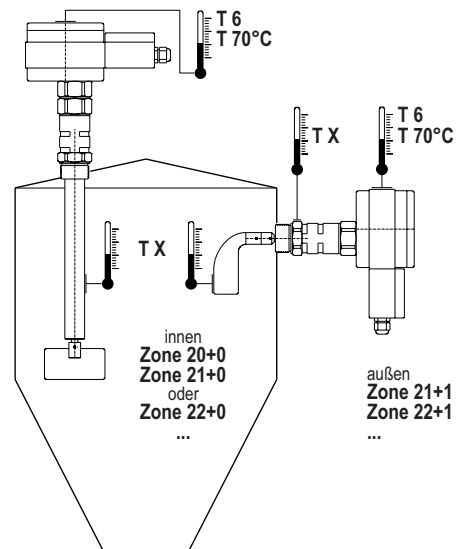 T 6
T 70°C
T X
T 6
T 70°C
T X
innen
Zone 20+0
Zone 21+0
oder
Zone 22+0
...
außen
Zone 21+1
Zone 22+1
...